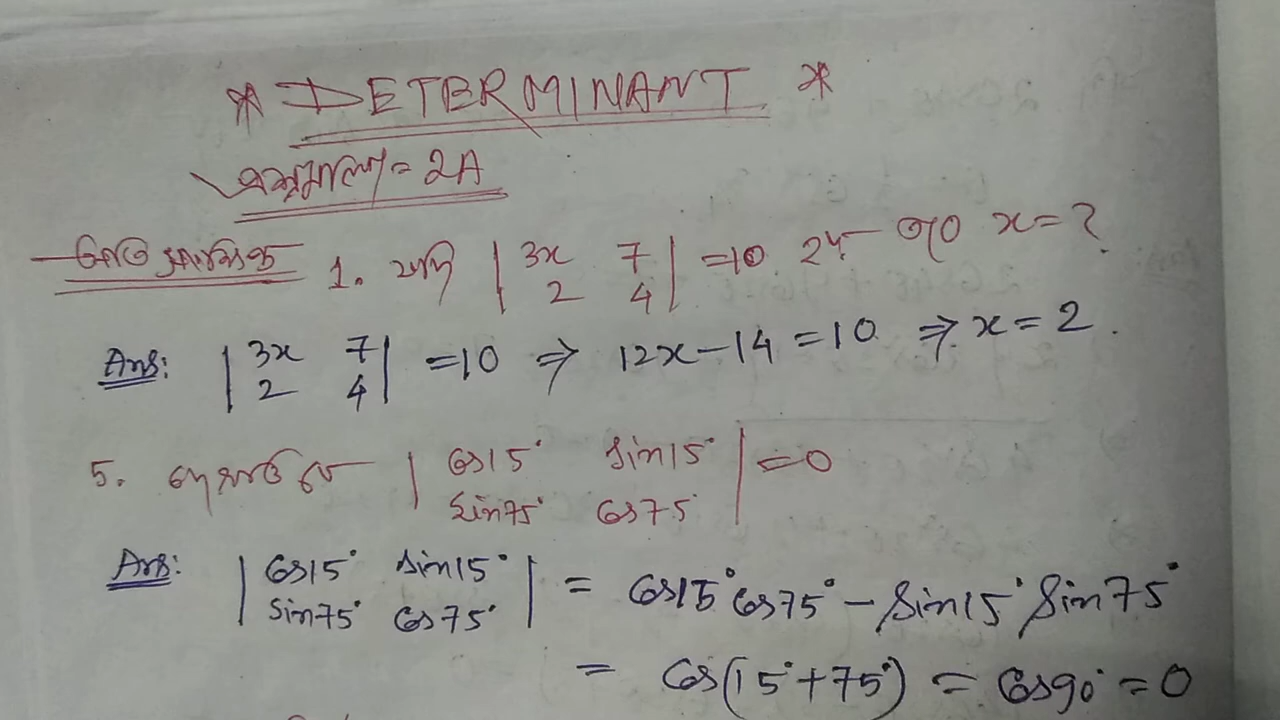 * DETERMINANT *
প্রশ্নমালা - 2A
অতি সংক্ষিপ্ত 1. যদি | 3x 7 | = 10 হয় তবে x = ?
| 2 4 |
Ans: | 3x 7 | = 10 ⇒ 12x - 14 = 10 ⇒ x = 2.
| 2 4 |
5. দেখাও যে | cos15° sin15° | = 0
| sin75° cos75° |
Ans: | cos15° sin15° | = cos15° cos75° - sin15° sin75°
| sin75° cos75° |
= cos(15° + 75°) = cos90° = 0